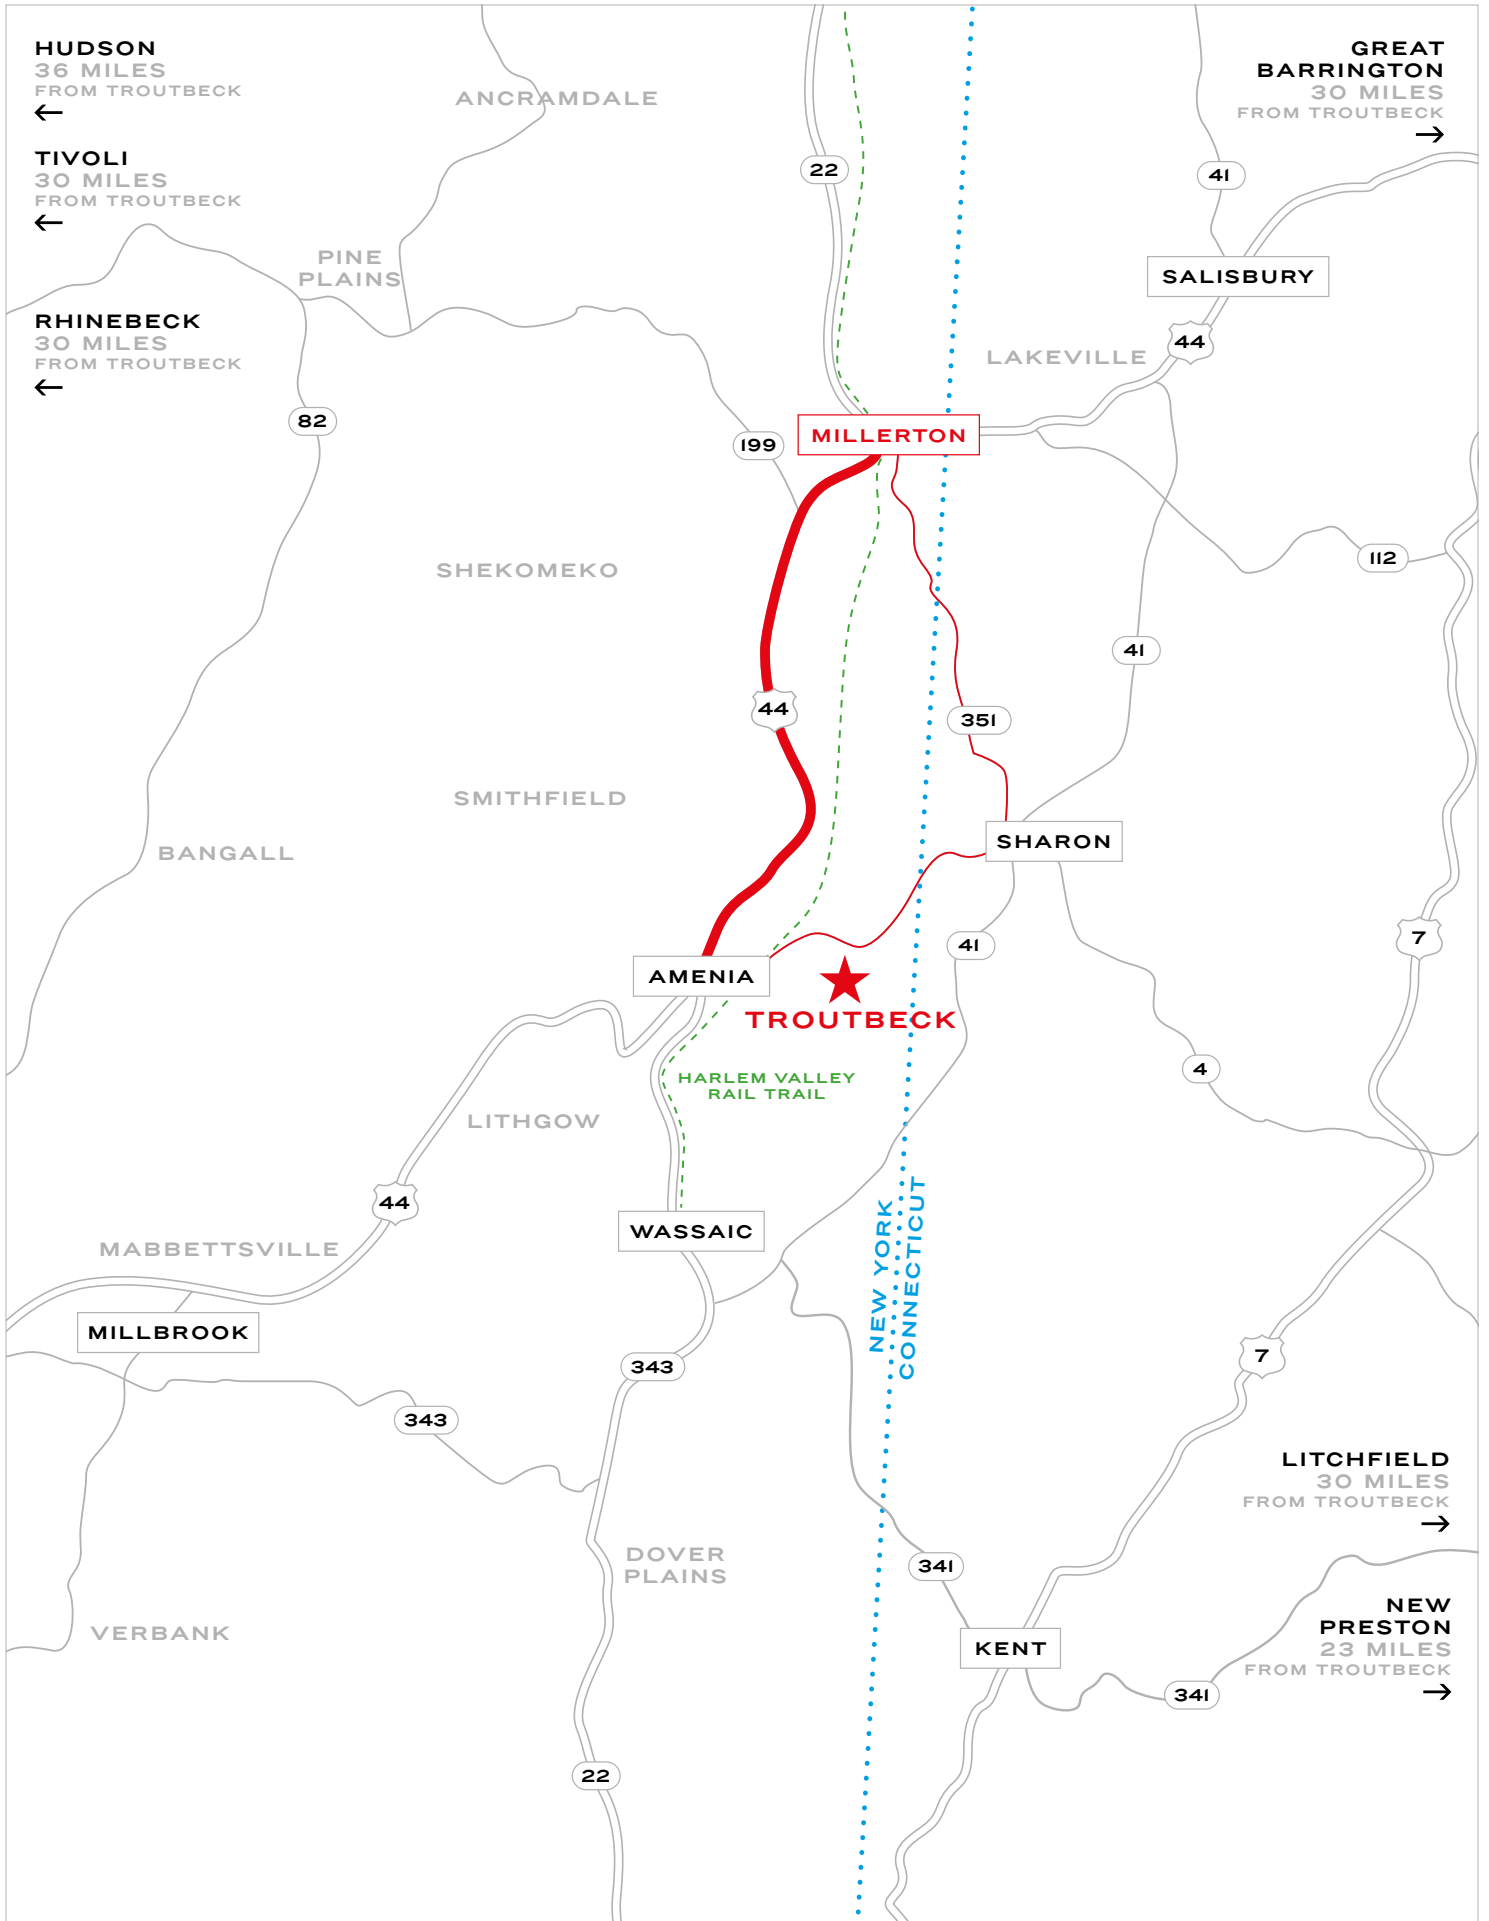 HUDSON
36 MILES
FROM TROUTBECK
←
TIVOLI
30 MILES
FROM TROUTBECK
←
RHINEBECK
30 MILES
FROM TROUTBECK
←
GREAT
BARRINGTON
30 MILES
FROM TROUTBECK
→
ANCRAMDALE
22
41
PINE
PLAINS
SALISBURY
44
LAKEVILLE
82
199
MILLERTON
112
SHEKOMEKO
41
44
351
SMITHFIELD
SHARON
BANGALL
7
41
AMENIA
TROUTBECK
4
HARLEM VALLEY
RAIL TRAIL
LITHGOW
44
WASSAIC
MABBETTSVILLE
NEW YORK
CONNECTICUT
MILLBROOK
7
343
343
LITCHFIELD
30 MILES
FROM TROUTBECK
→
DOVER
PLAINS
341
NEW
PRESTON
23 MILES
FROM TROUTBECK
→
VERBANK
KENT
341
22